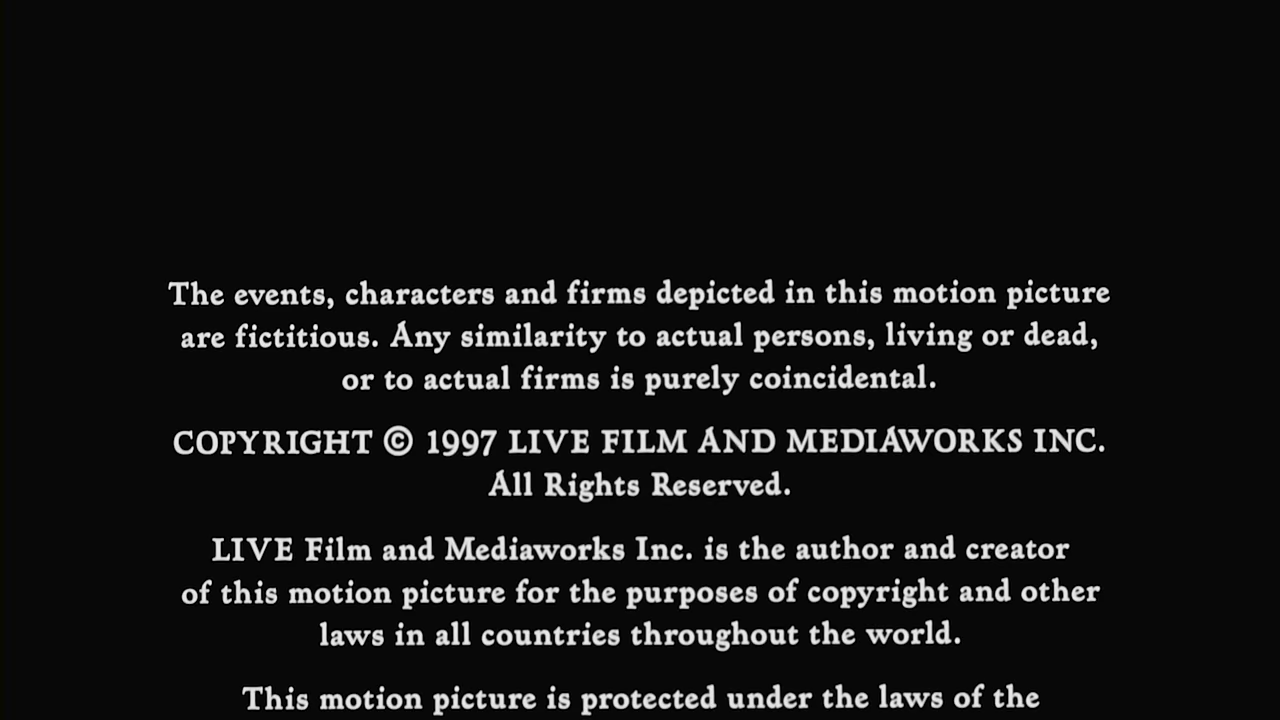 The events, characters and firms depicted in this motion picture
are fictitious. Any similarity to actual persons, living or dead,
or to actual firms is purely coincidental.
COPYRIGHT © 1997 LIVE FILM AND MEDIAWORKS INC.
All Rights Reserved.
LIVE Film and Mediaworks Inc. is the author and creator
of this motion picture for the purposes of copyright and other
laws in all countries throughout the world.
This motion picture is protected under the laws of the